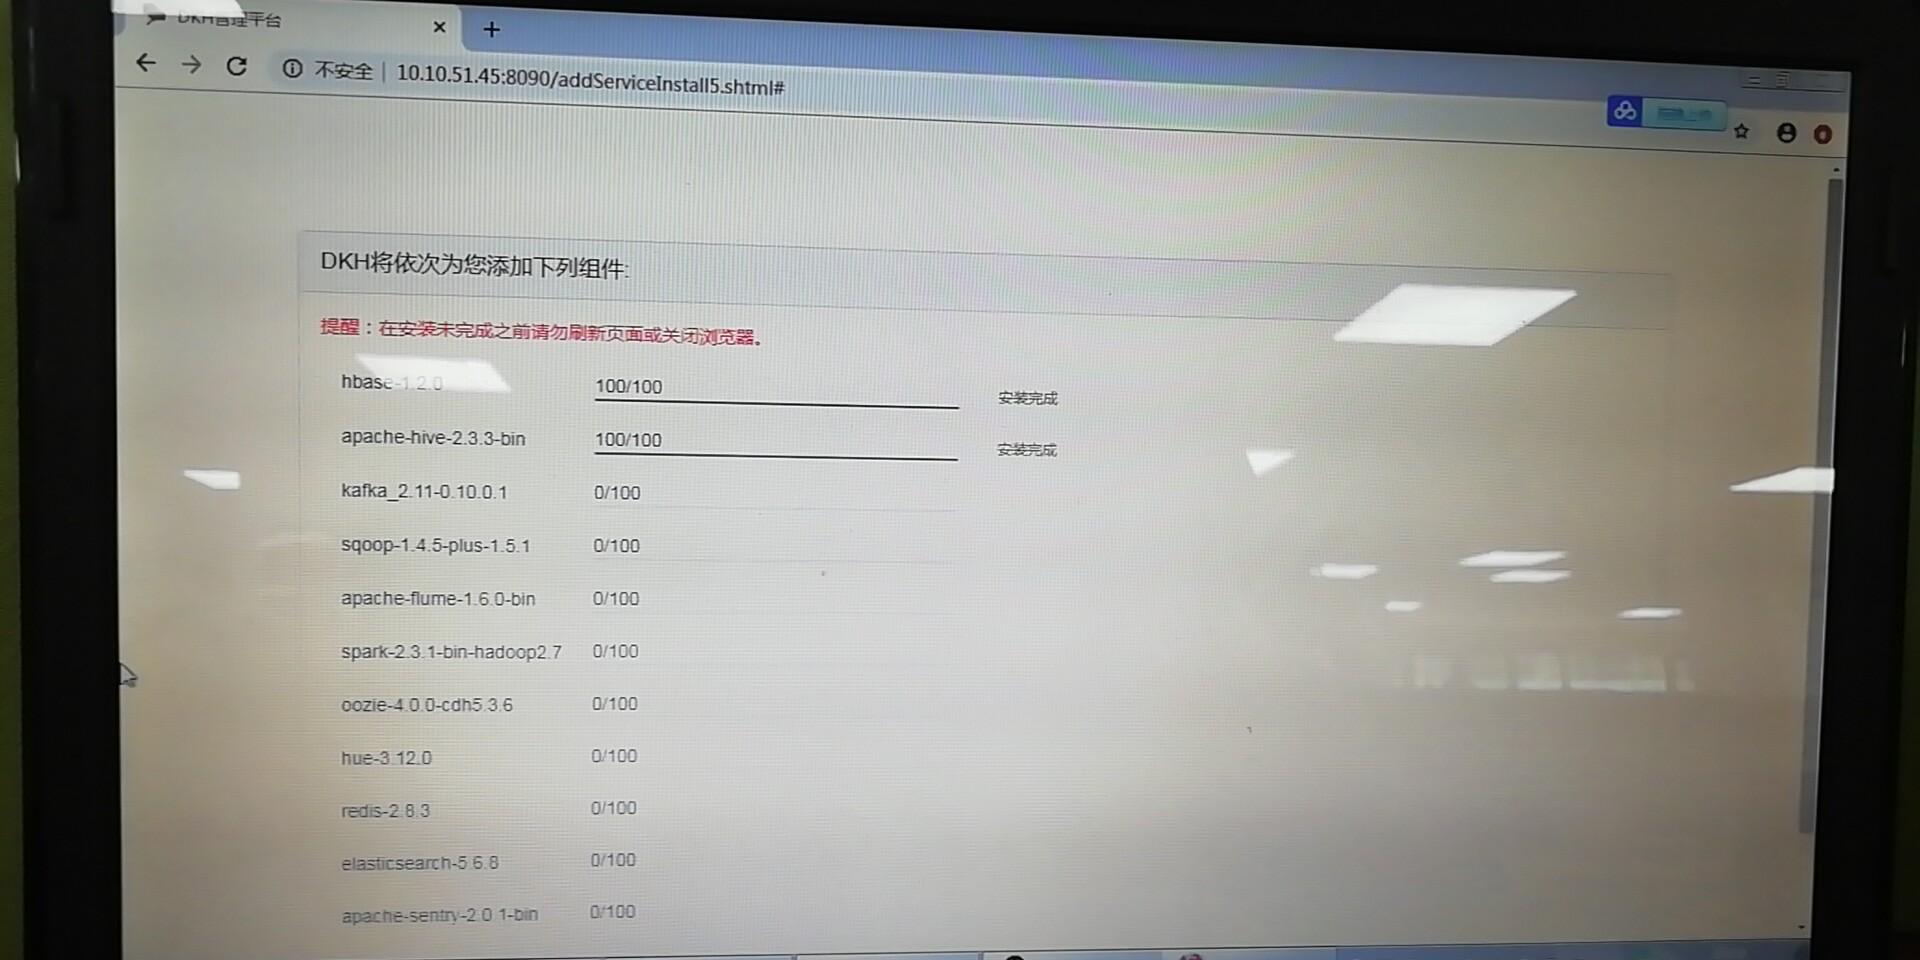 DKH管理平台
不安全 | 10.10.51.45:8090/addServiceInstall5.shtml#
DKH将依次为您添加下列组件:
提醒：在安装未完成之前请勿刷新页面或关闭浏览器。
hbase-1.2.0 100/100 安装完成
apache-hive-2.3.3-bin 100/100 安装完成
kafka_2.11-0.10.0.1 0/100
sqoop-1.4.5-plus-1.5.1 0/100
apache-flume-1.6.0-bin 0/100
spark-2.3.1-bin-hadoop2.7 0/100
oozie-4.0.0-cdh5.3.6 0/100
hue-3.12.0 0/100
redis-2.8.3 0/100
elasticsearch-5.6.8 0/100
apache-sentry-2.0.1-bin 0/100